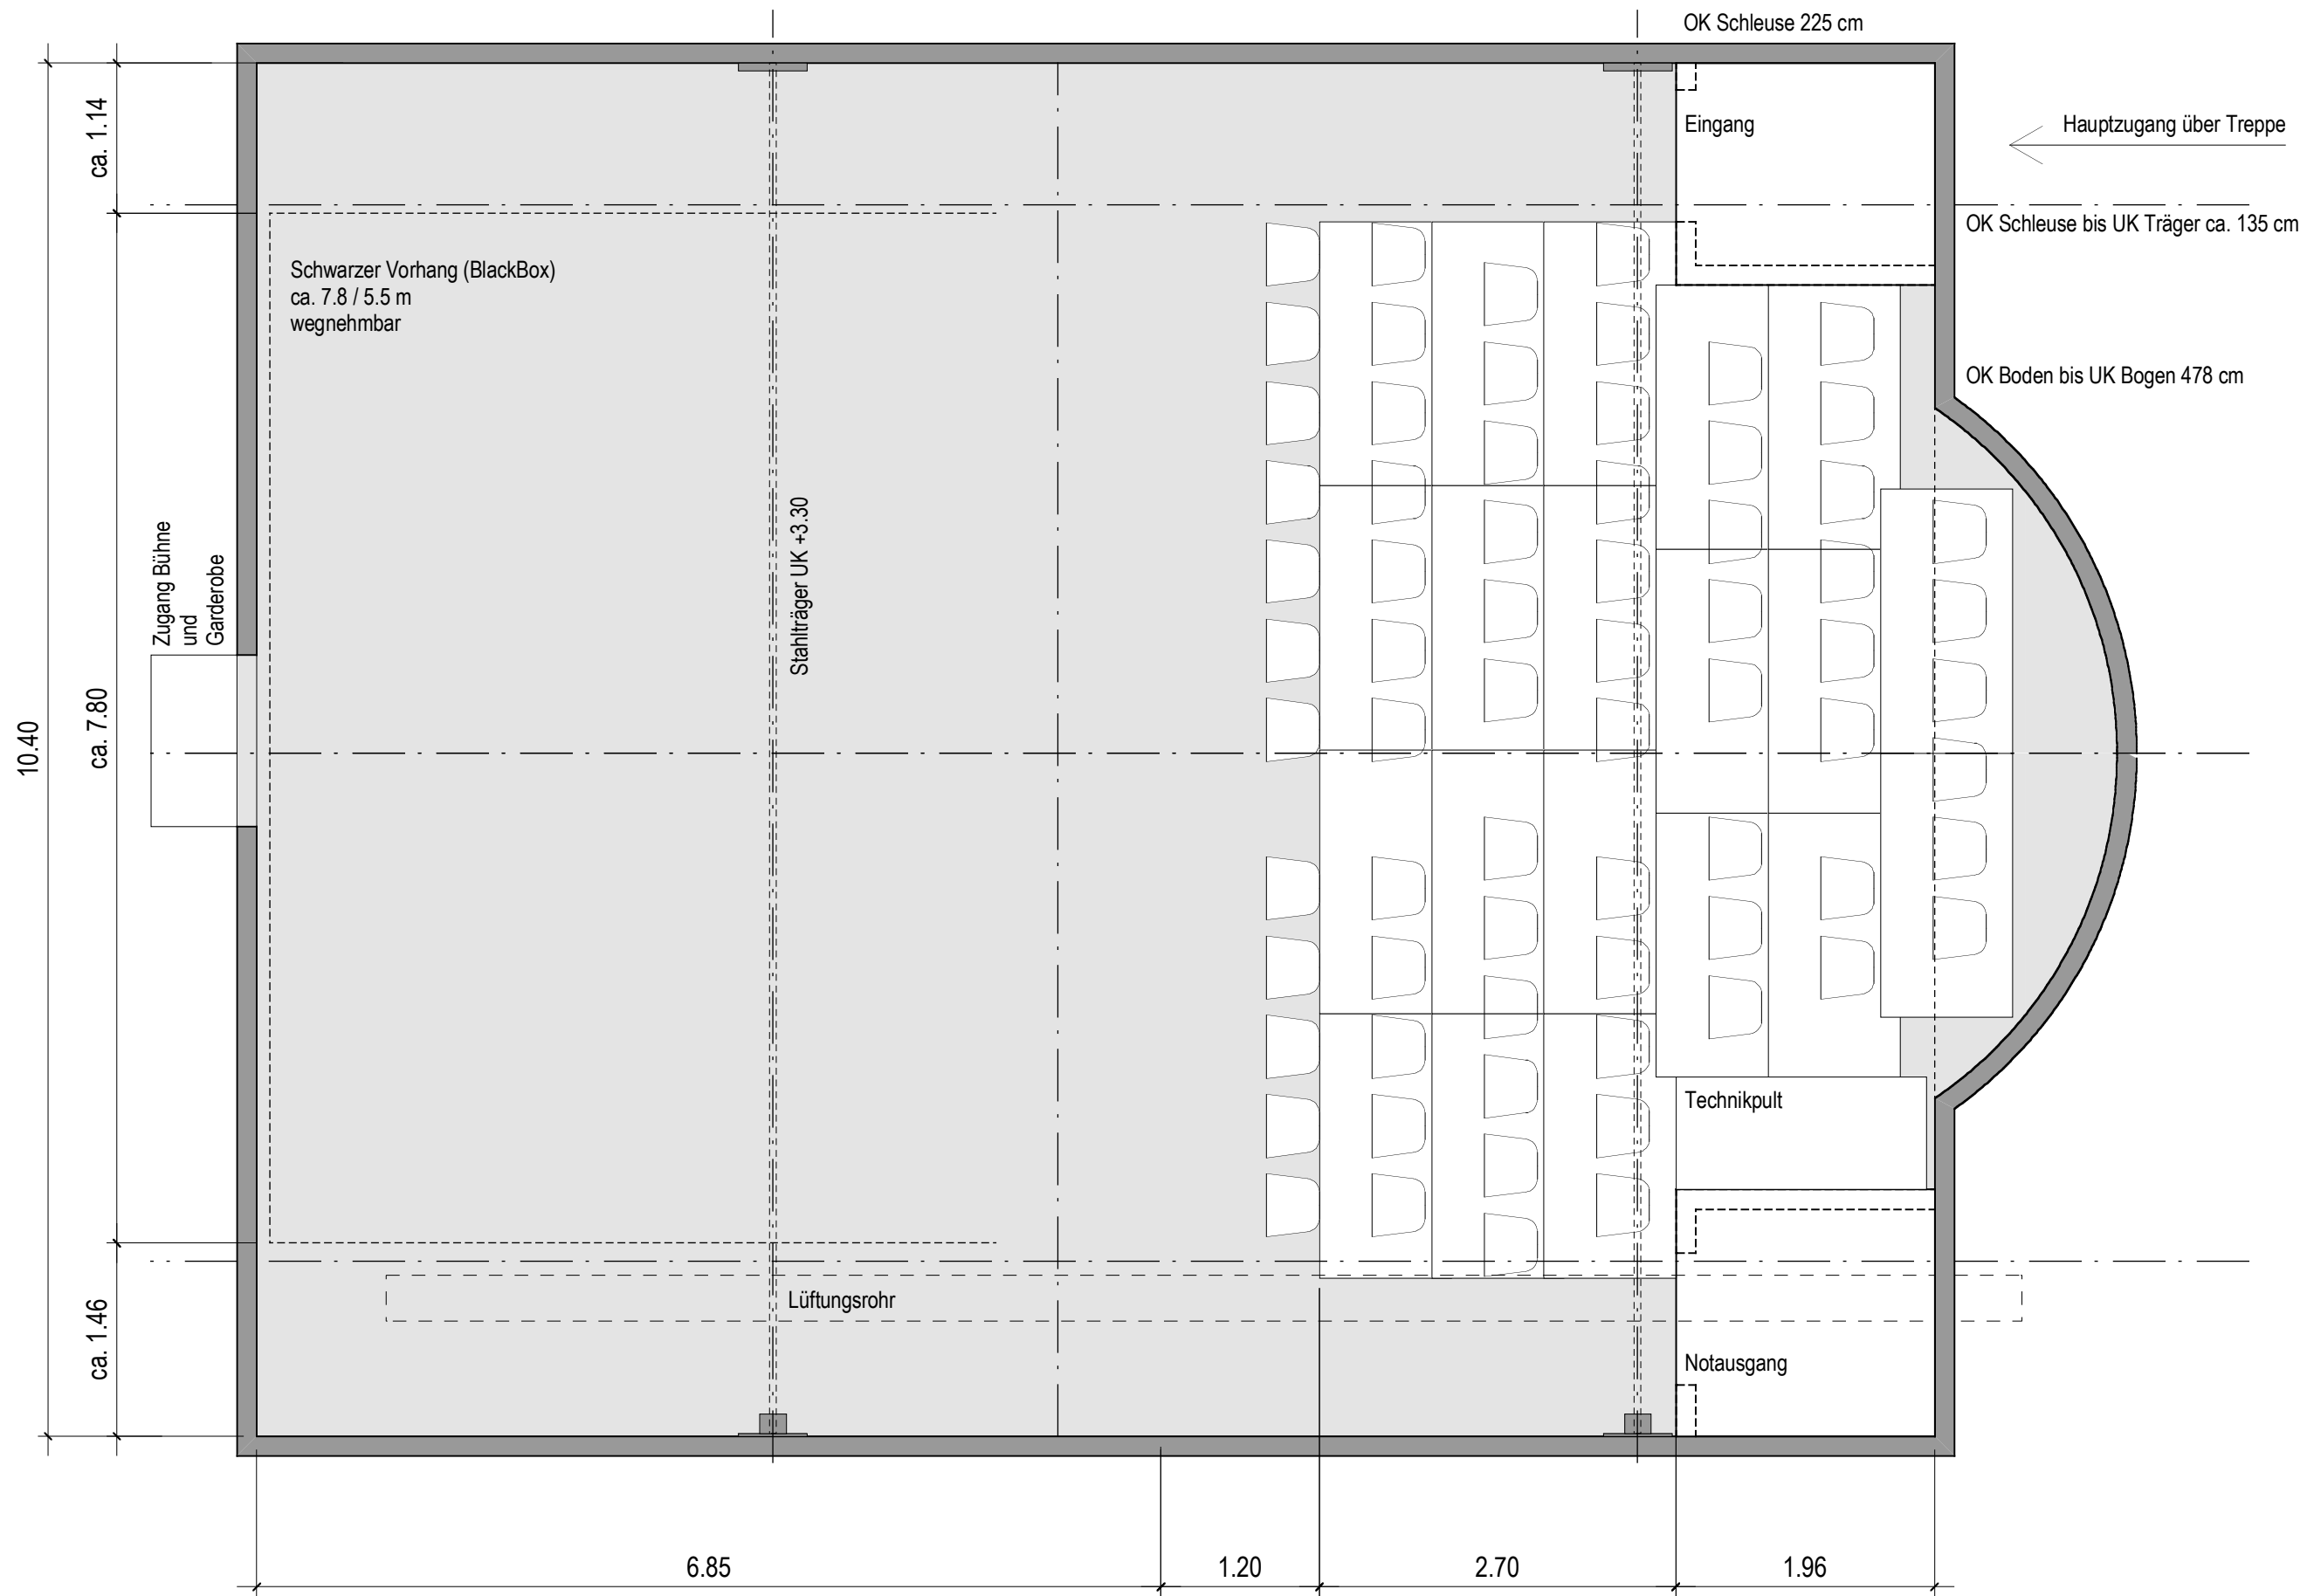 OK Schleuse 225 cm
Eingang
Hauptzugang über Treppe
OK Schleuse bis UK Träger ca. 135 cm
Schwarzer Vorhang (BlackBox)
ca. 7.8 / 5.5 m
wegnehmbar
OK Boden bis UK Bogen 478 cm
ca. 1.14
Zugang Bühne
und
Garderobe
Stahlträger UK +3.30
10.40
ca. 7.80
Technikpult
Lüftungsrohr
ca. 1.46
Notausgang
6.85
1.20
2.70
1.96